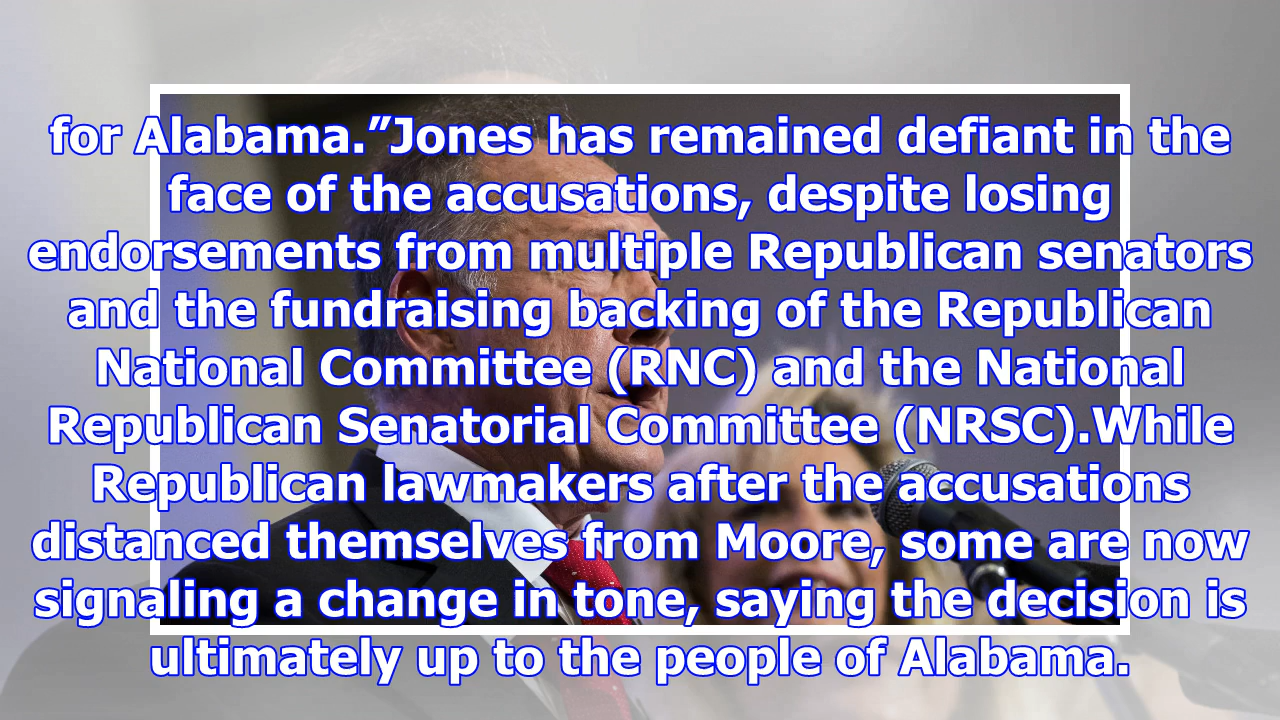 for Alabama.”Jones has remained defiant in the
face of the accusations, despite losing
endorsements from multiple Republican senators
and the fundraising backing of the Republican
National Committee (RNC) and the National
Republican Senatorial Committee (NRSC).While
Republican lawmakers after the accusations
distanced themselves from Moore, some are now
signaling a change in tone, saying the decision is
ultimately up to the people of Alabama.